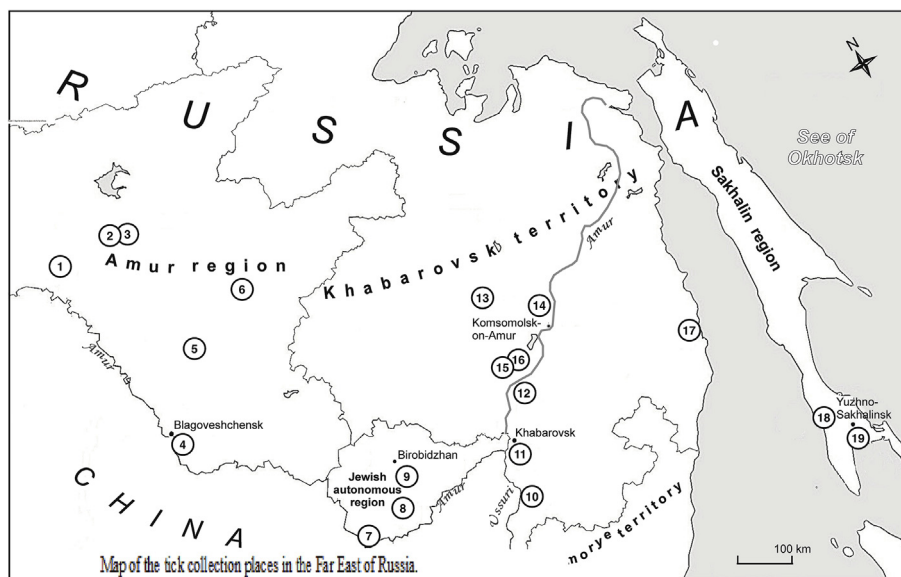 R U S S I A
N
See of
Okhotsk
Sakhalin region
Khabarovsk territory
Amur
2 3
1
Amur region
6
13
14
Komsomolsk-
on-Amur
17
5
16
15
12
Amur
Blagoveshchensk
4
Khabarovsk
11
18
Yuzhno-
Sakhalinsk
19
Birobidzhan
9
Jewish
autonomous
region
8
Amur
Ussuri
10
7
CHINA
morye territory
100 km
Map of the tick collection places in the Far East of Russia.